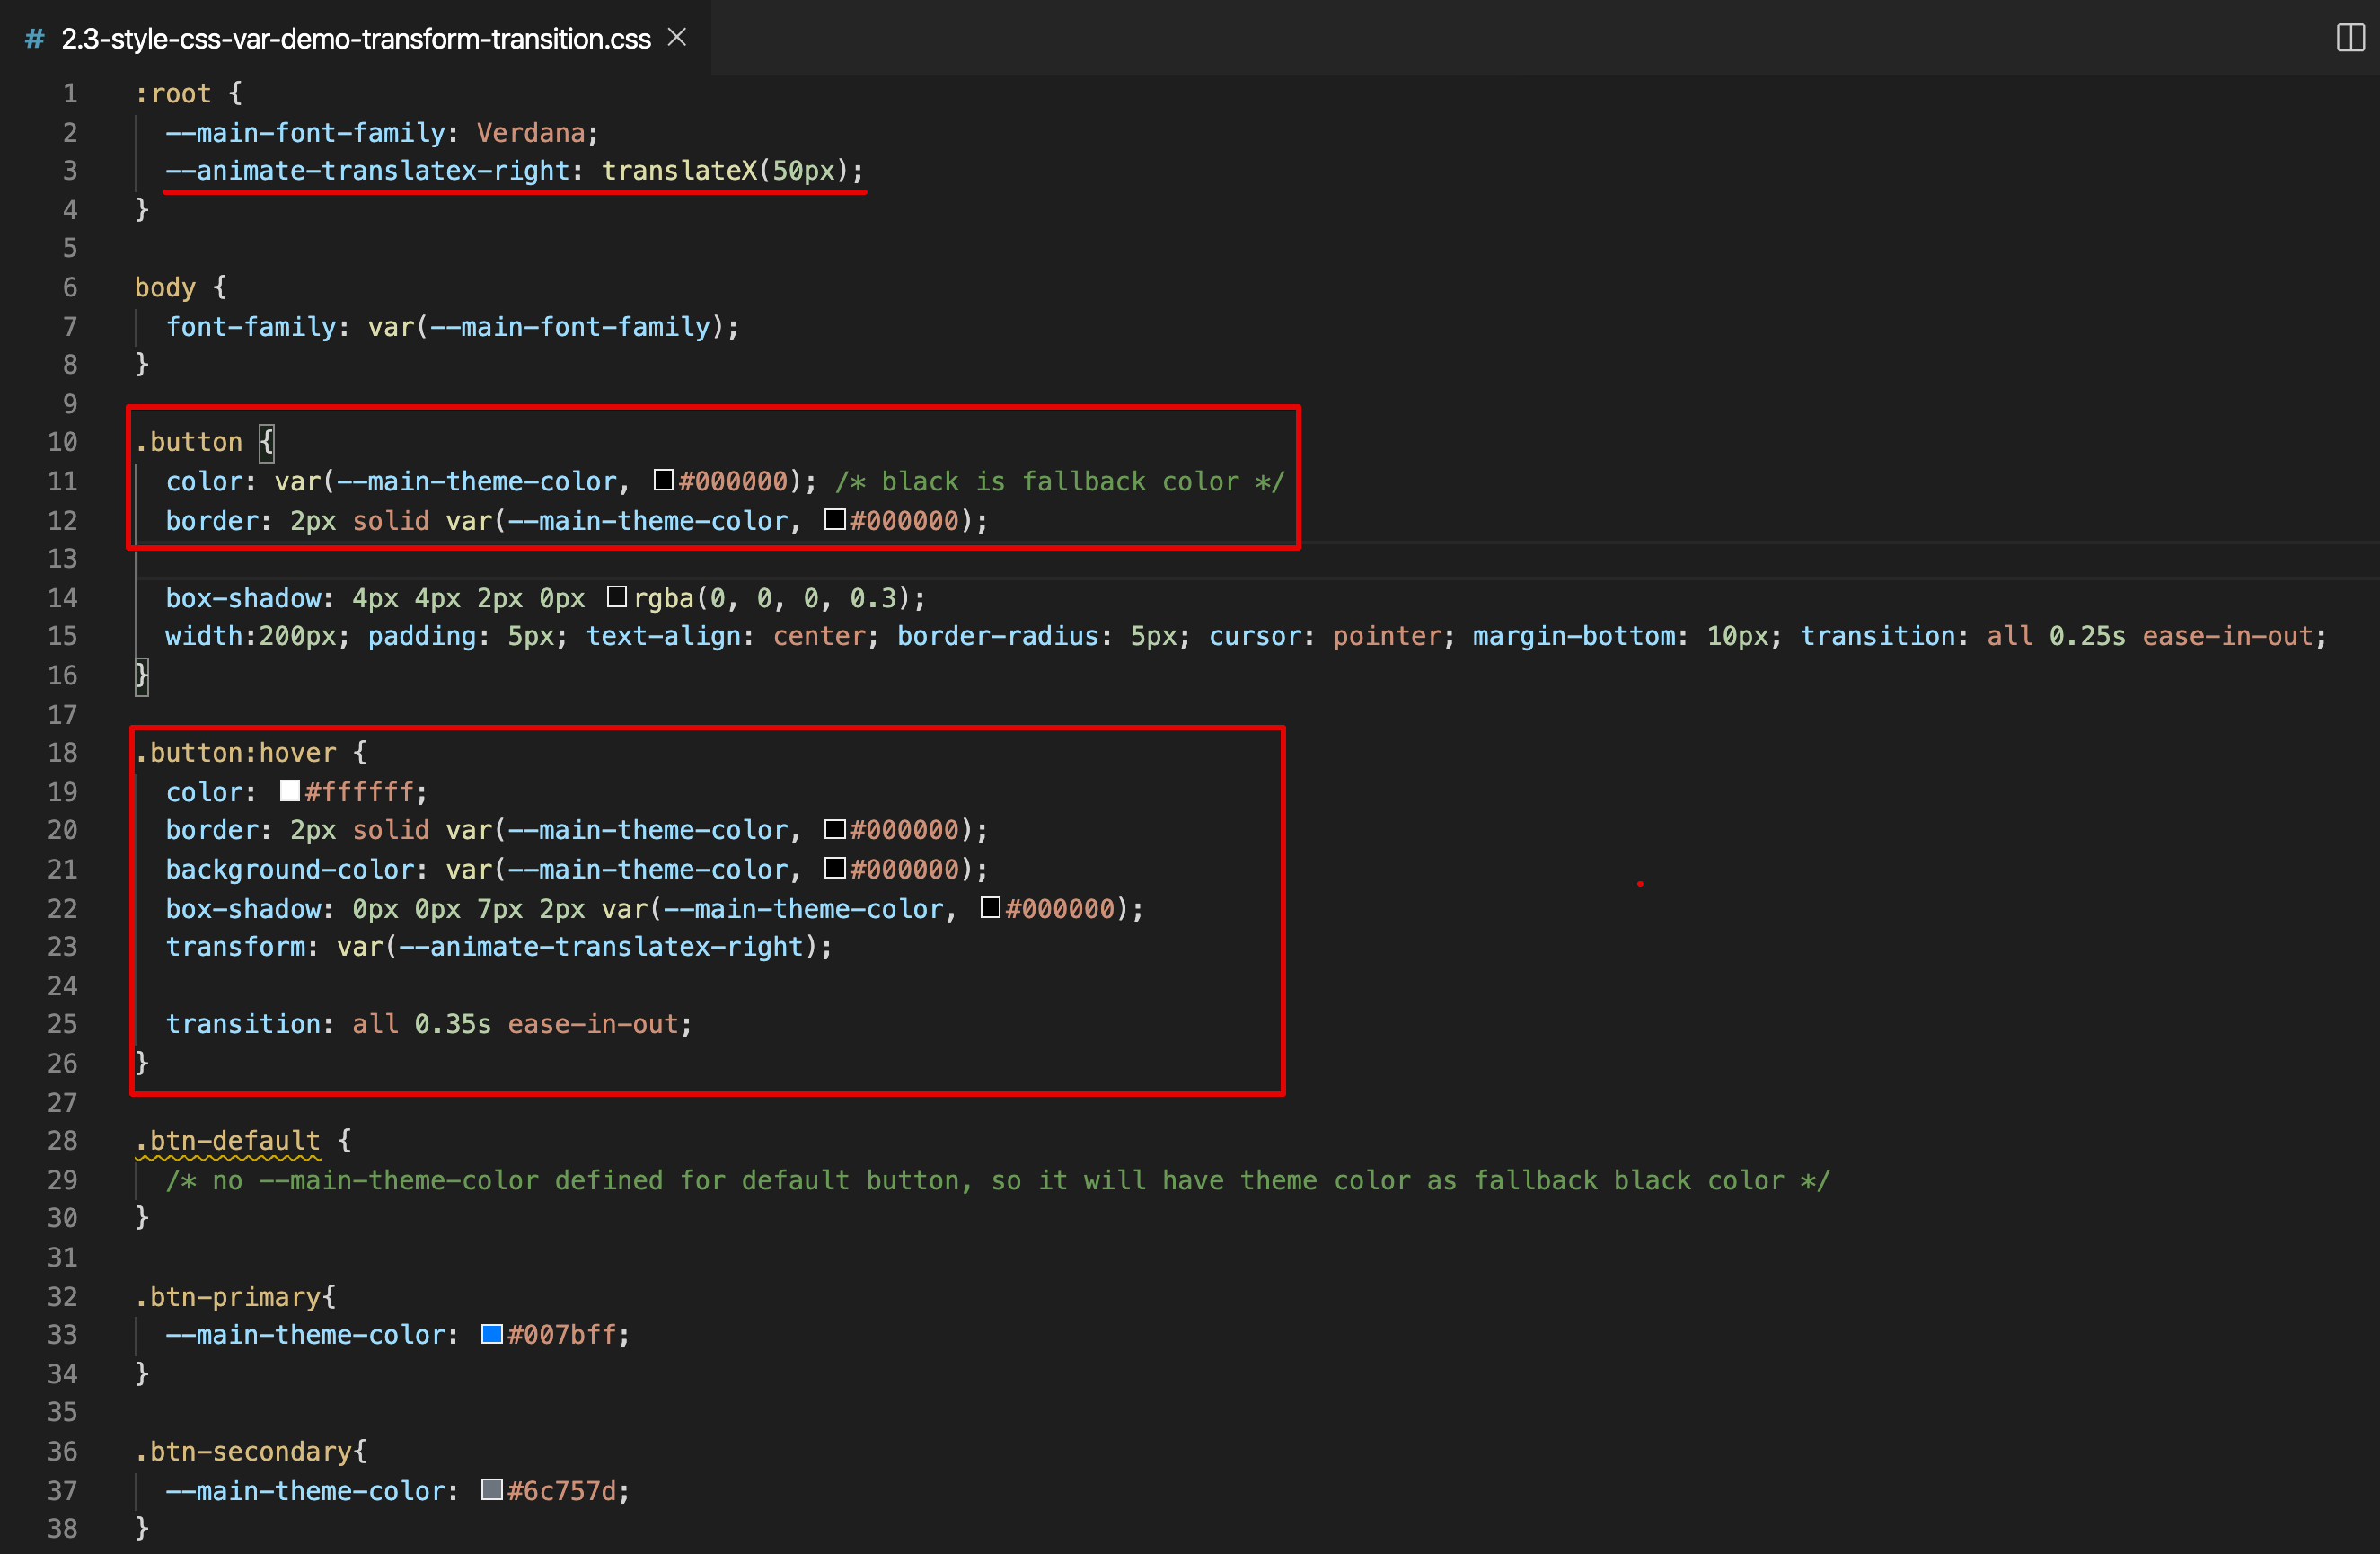 # 2.3-style-css-var-demo-transform-transition.css
1 :root {
2   --main-font-family: Verdana;
3   --animate-translatex-right: translateX(50px);
4 }
5
6 body {
7   font-family: var(--main-font-family);
8 }
9
10 .button {
11   color: var(--main-theme-color, #000000); /* black is fallback color */
12   border: 2px solid var(--main-theme-color, #000000);
13
14   box-shadow: 4px 4px 2px 0px rgba(0, 0, 0, 0.3);
15   width:200px; padding: 5px; text-align: center; border-radius: 5px; cursor: pointer; margin-bottom: 10px; transition: all 0.25s ease-in-out;
16 }
17
18 .button:hover {
19   color: #ffffff;
20   border: 2px solid var(--main-theme-color, #000000);
21   background-color: var(--main-theme-color, #000000);
22   box-shadow: 0px 0px 7px 2px var(--main-theme-color, #000000);
23   transform: var(--animate-translatex-right);
24
25   transition: all 0.35s ease-in-out;
26 }
27
28 .btn-default {
29   /* no --main-theme-color defined for default button, so it will have theme color as fallback black color */
30 }
31
32 .btn-primary{
33   --main-theme-color: #007bff;
34 }
35
36 .btn-secondary{
37   --main-theme-color: #6c757d;
38 }